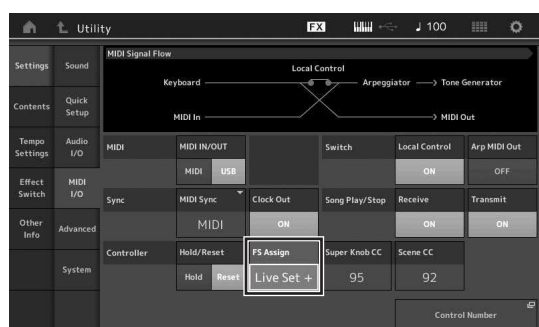 Utility
FX
♩ 100
Settings
Sound
Contents
Quick
Setup
Tempo
Settings
Audio
I/O
Effect
Switch
MIDI
I/O
Other
Info
Advanced
System
MIDI Signal Flow
Local Control
Keyboard
Arpeggiator
Tone Generator
MIDI In
MIDI Out
MIDI
MIDI IN/OUT
MIDI USB
Switch
Local Control
ON
Arp MIDI Out
OFF
Sync
MIDI Sync
MIDI
Clock Out
ON
Song Play/Stop
Receive
ON
Transmit
ON
Controller
Hold/Reset
Hold Reset
FS Assign
Live Set +
Super Knob CC
95
Scene CC
92
Control Number